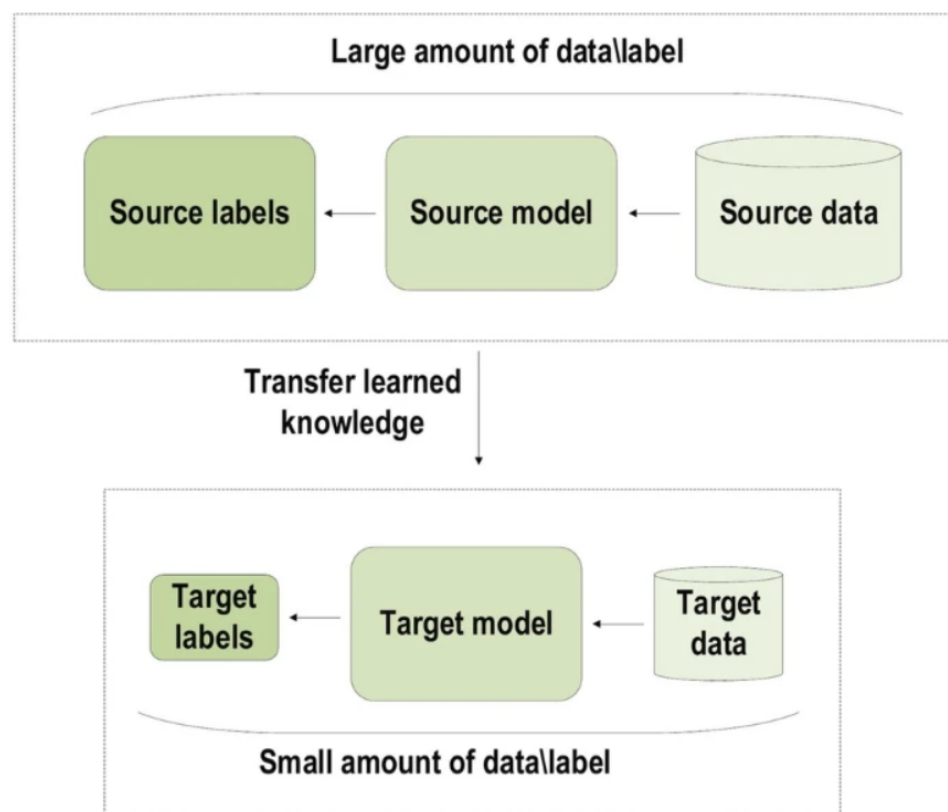 Large amount of data\label
Source labels
Source model
Source data
Transfer learned
knowledge
Target
labels
Target model
Target
data
Small amount of data\label